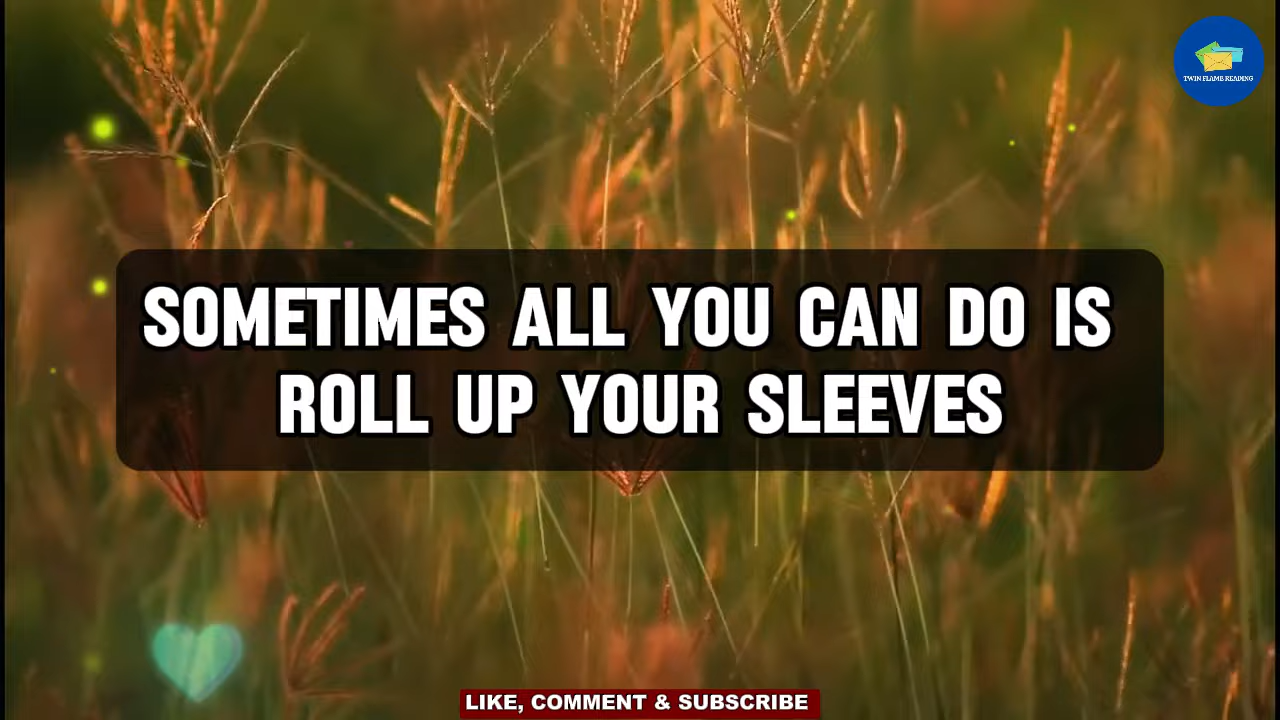 TWIN FLAME READING
SOMETIMES ALL YOU CAN DO IS
ROLL UP YOUR SLEEVES
LIKE, COMMENT & SUBSCRIBE